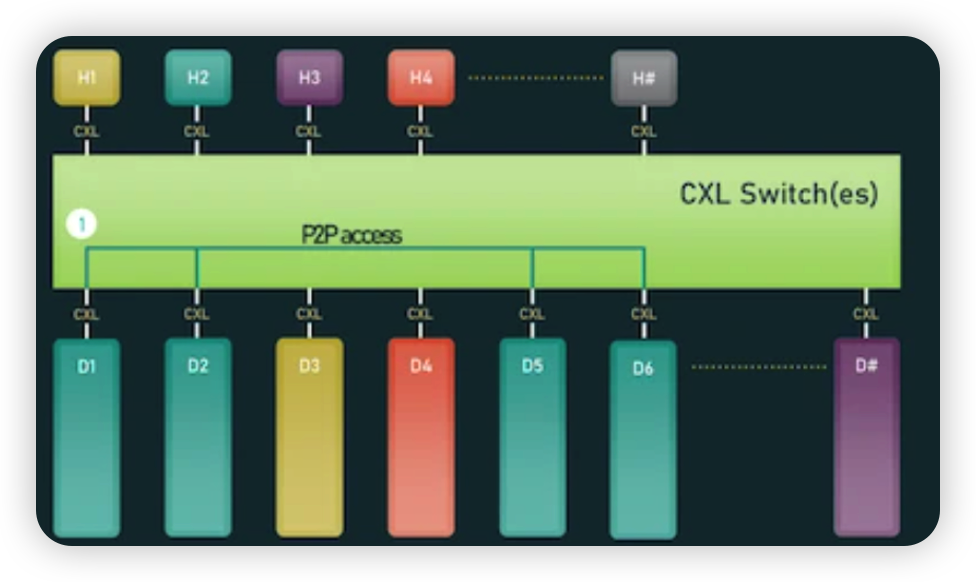 H1 H2 H3 H4 H#
CXL CXL CXL CXL CXL
CXL Switch(es)
1
P2P access
CXL CXL CXL CXL CXL CXL CXL
D1 D2 D3 D4 D5 D6 D#